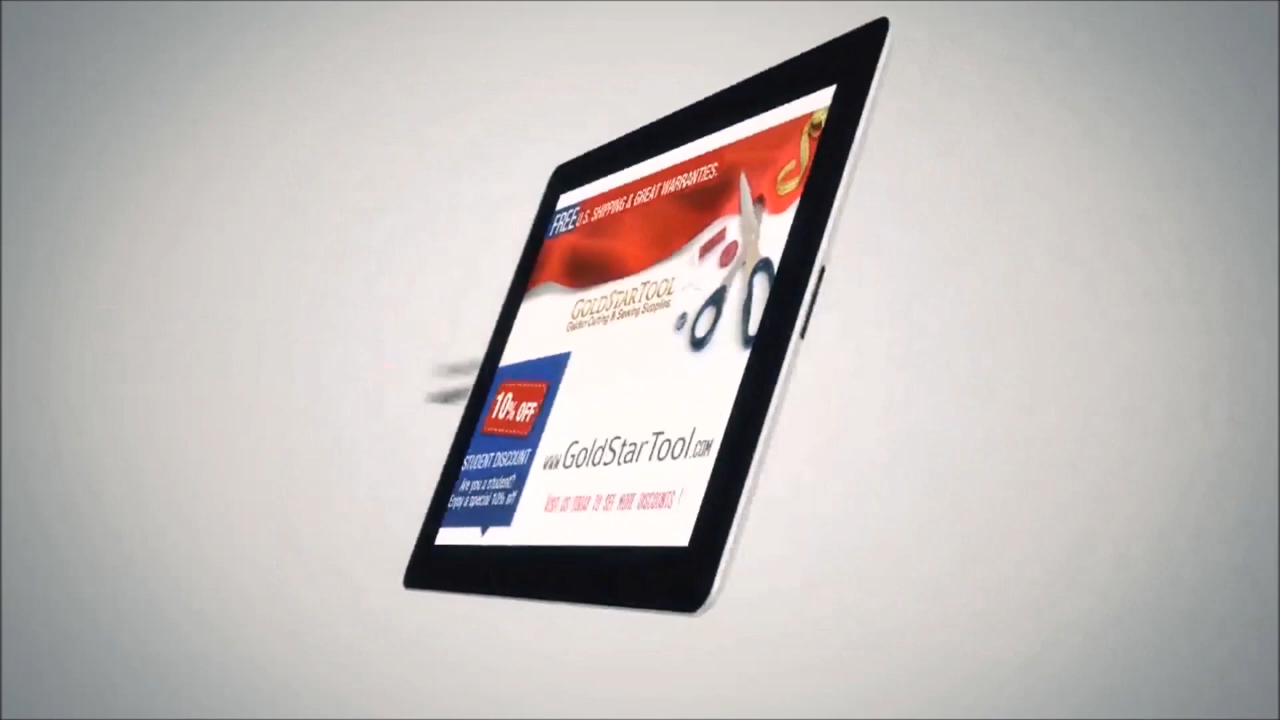 FREE U.S. SHIPPING & GREAT WARRANTIES.
GOLDSTARTOOL
Quality Cutting & Sewing Supplies
10% OFF
STUDENT DISCOUNT
Are you a student?
Enjoy a special 10% off
www.GoldStarTool.com
VISIT US TODAY TO SEE MORE DISCOUNTS !